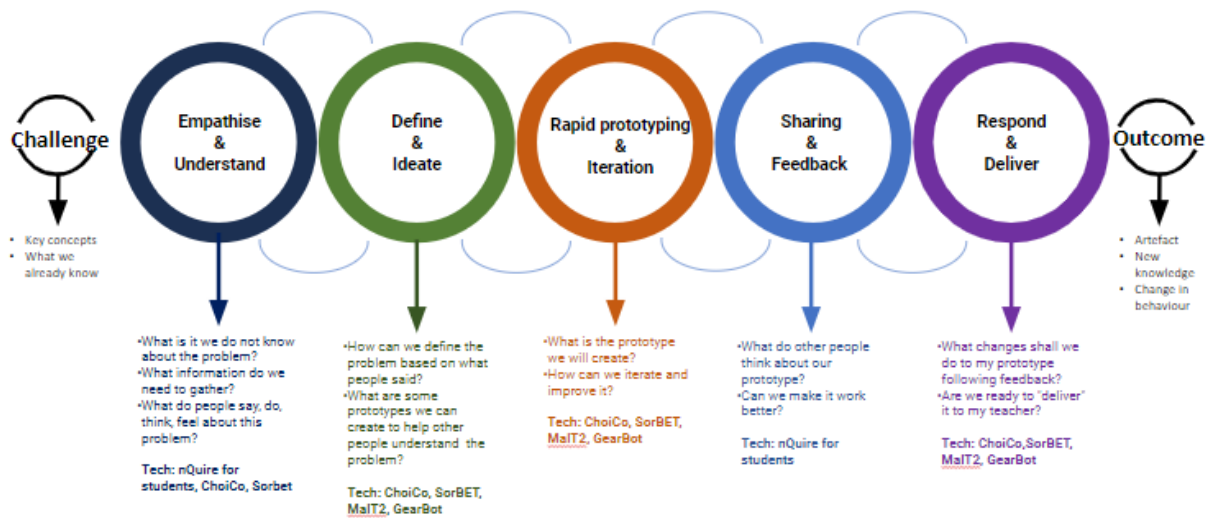 Challenge
• Key concepts
• What we
already know
Empathise
&
Understand
•What is it we do not know
about the problem?
•What information do we
need to gather?
•What do people say, do,
think, feel about this
problem?
Tech: nQuire for
students, ChoiCo, Sorbet
Define
&
Ideate
•How can we define the
problem based on what
people said?
•What are some
prototypes we can
create to help other
people understand the
problem?
Tech: ChoiCo, SorBET,
MaIT2, GearBot
Rapid prototyping
&
Iteration
•What is the prototype
we will create?
•How can we iterate and
improve it?
Tech: ChoiCo, SorBET,
MaIT2, GearBot
Sharing
&
Feedback
•What do other people
think about our
prototype?
•Can we make it work
better?
Tech: nQuire for
students
Respond
&
Deliver
•What changes shall we
do to my prototype
following feedback?
•Are we ready to "deliver"
it to my teacher?
Tech: ChoiCo,SorBET,
MaIT2, GearBot
Outcome
• Artefact
• New
knowledge
• Change in
behaviour